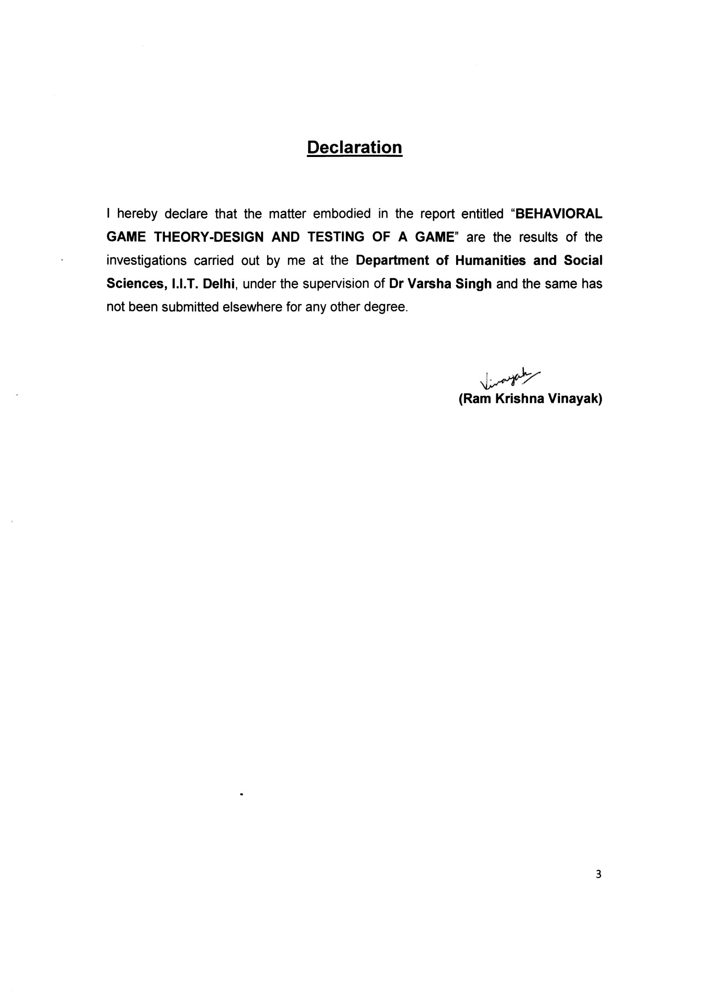 Declaration
I hereby declare that the matter embodied in the report entitled “BEHAVIORAL
GAME THEORY-DESIGN AND TESTING OF A GAME” are the results of the
investigations carried out by me at the Department of Humanities and Social
Sciences, I.I.T. Delhi, under the supervision of Dr Varsha Singh and the same has
not been submitted elsewhere for any other degree.
Vinayak
(Ram Krishna Vinayak)
3